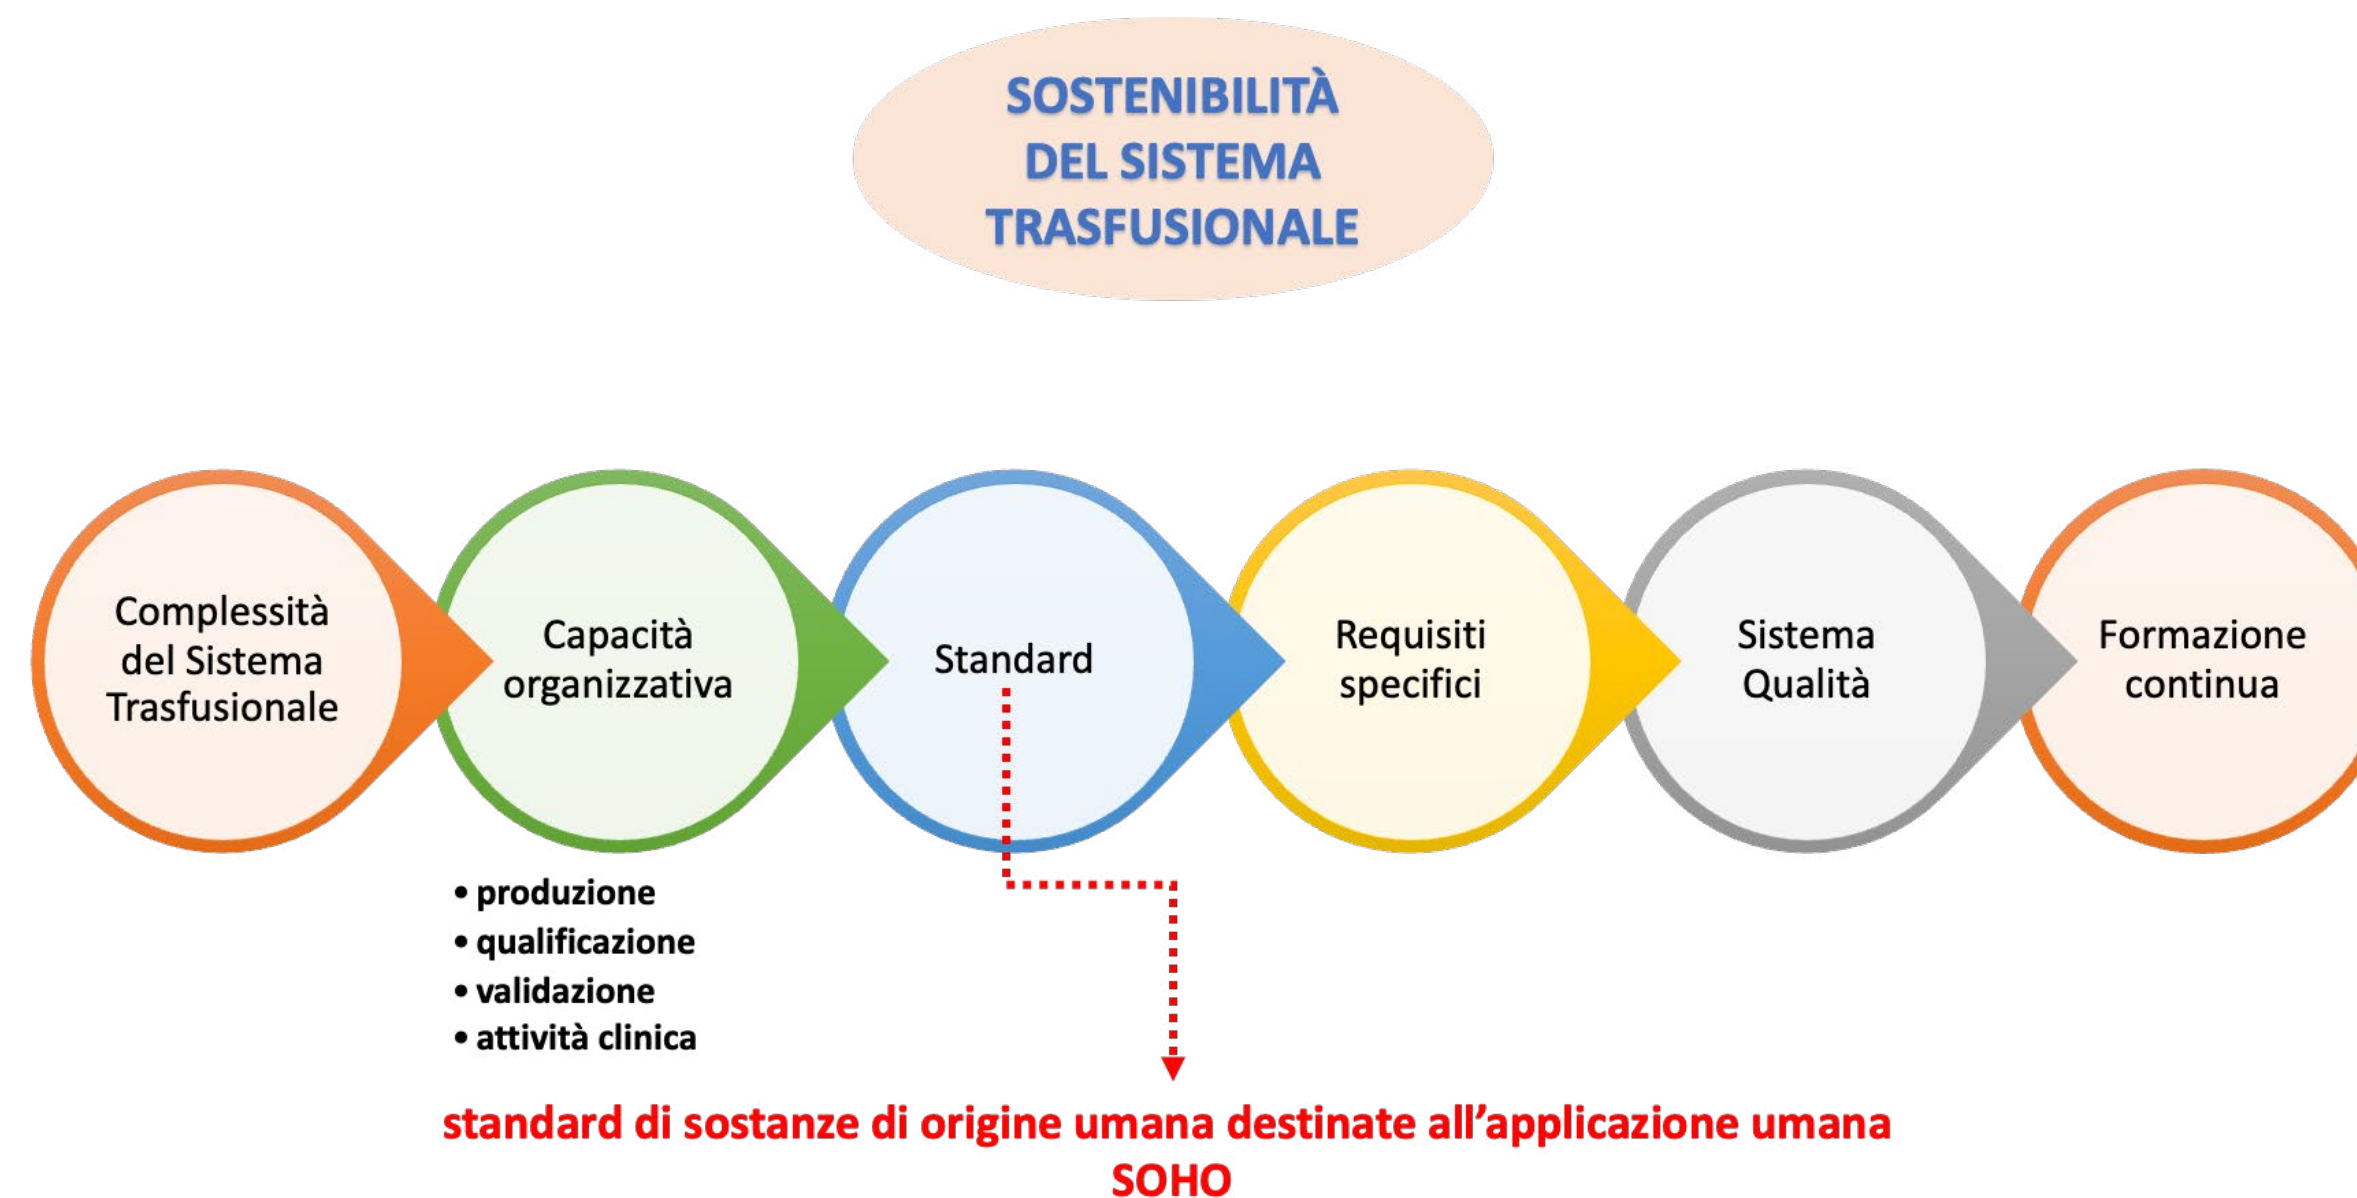 SOSTENIBILITÀ
DEL SISTEMA
TRASFUSIONALE
Complessità
del Sistema
Trasfusionale
Capacità
organizzativa
Standard
Requisiti
specifici
Sistema
Qualità
Formazione
continua
• produzione
• qualificazione
• validazione
• attività clinica
standard di sostanze di origine umana destinate all’applicazione umana
SOHO